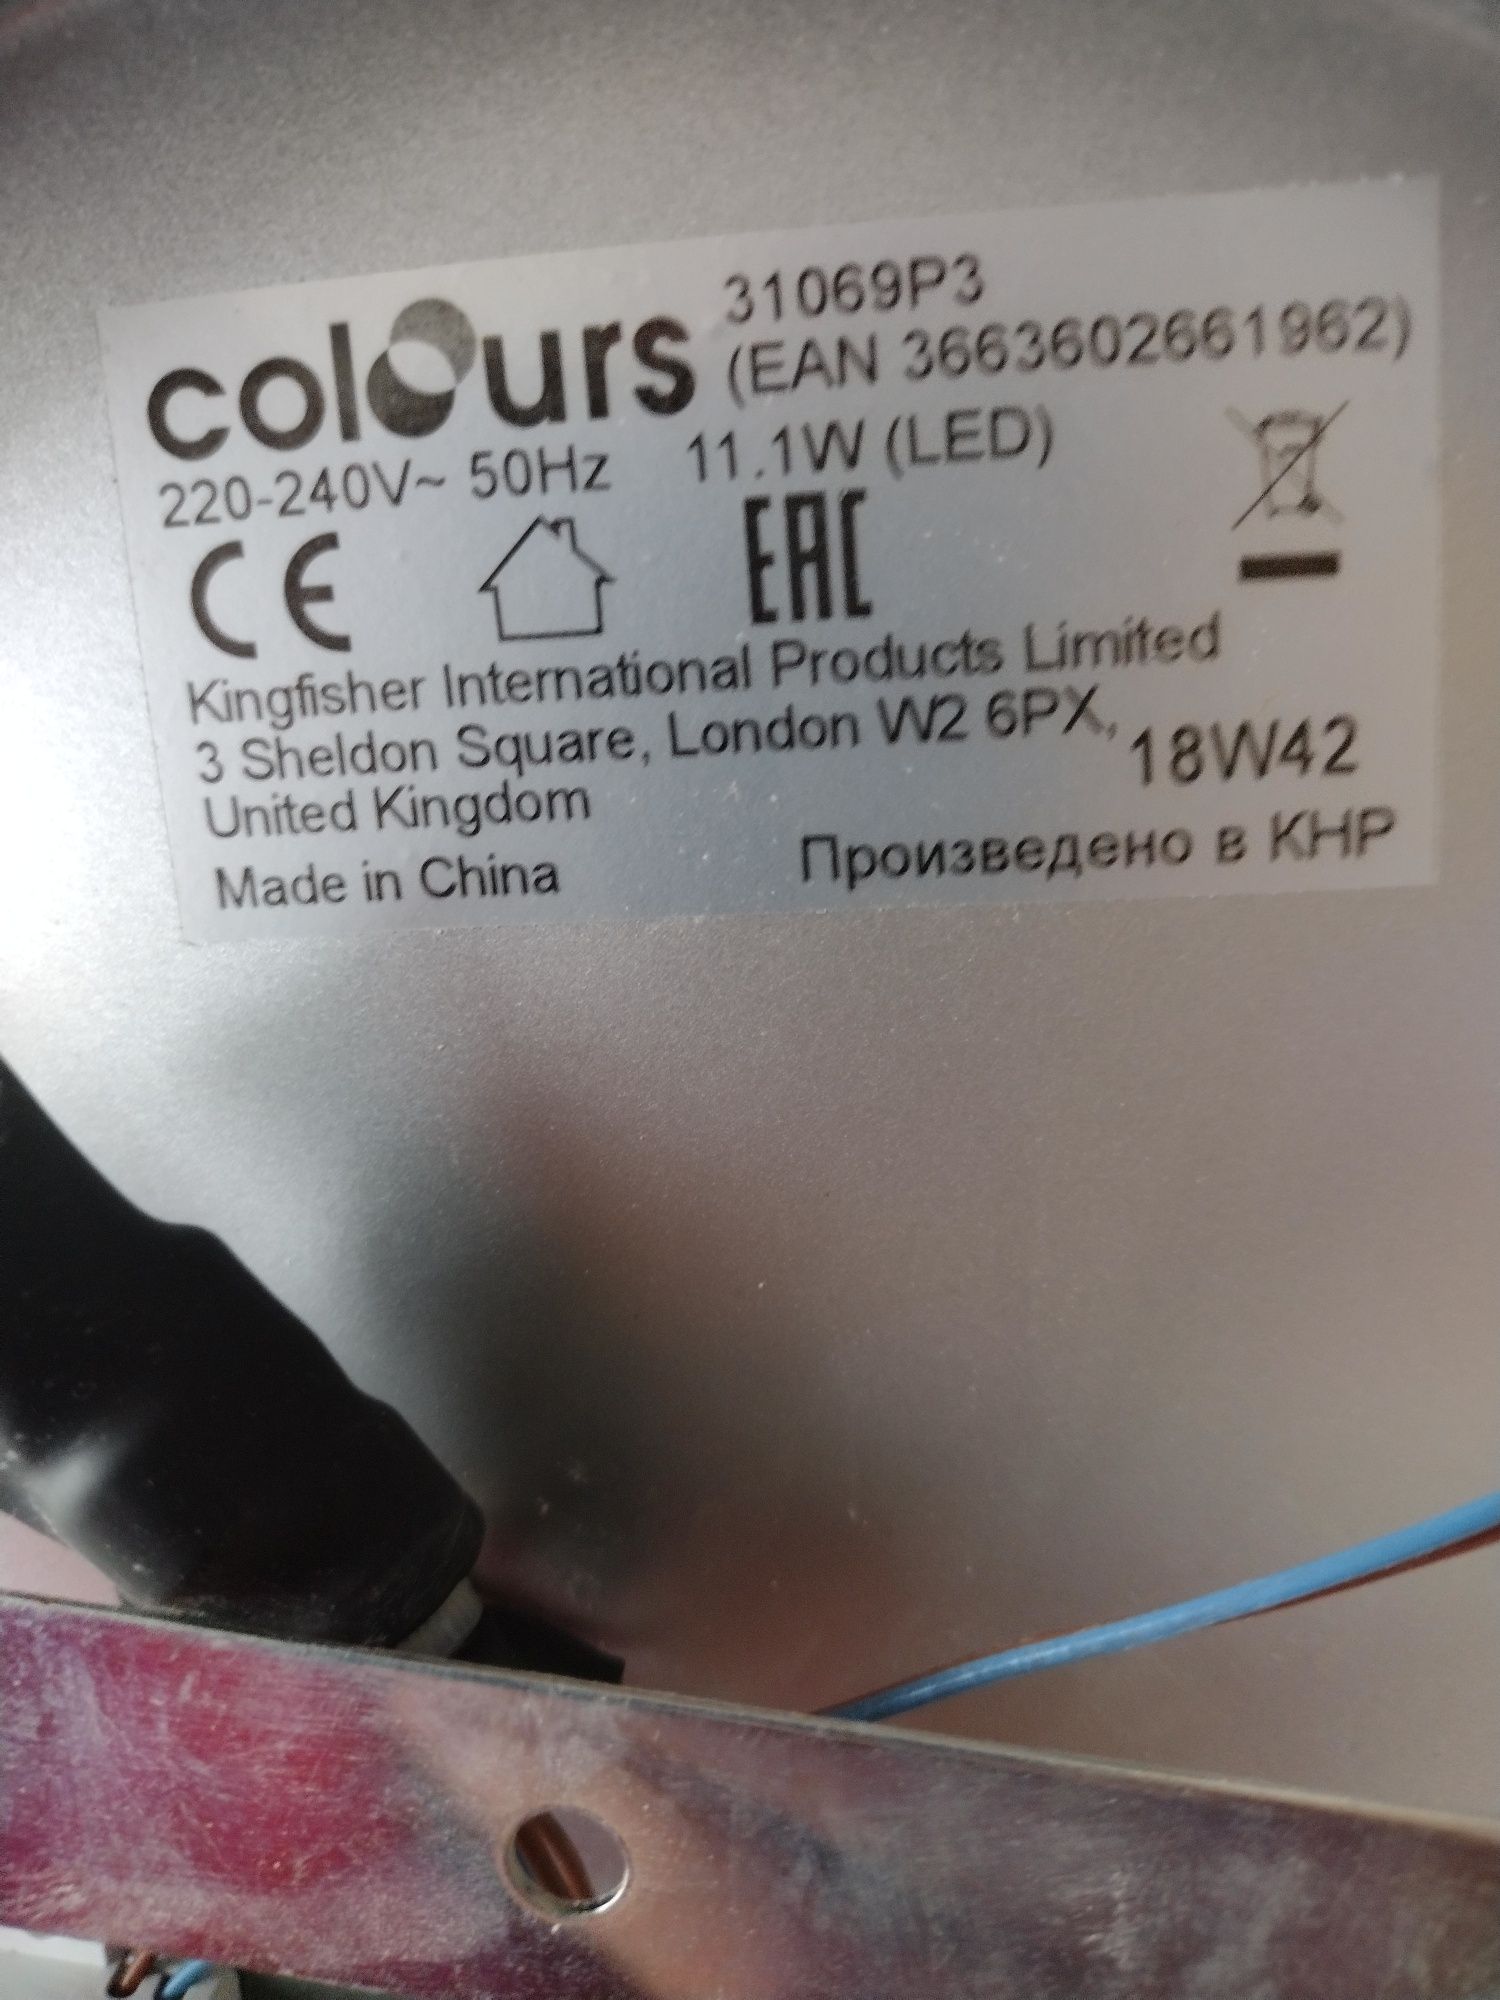 colours 31069P3
(EAN 3663602661962)
220-240V~ 50Hz 11.1W (LED)
CE EAC
Kingfisher International Products Limited
3 Sheldon Square, London W2 6PX,
United Kingdom
18W42
Made in China Произведено в КНР